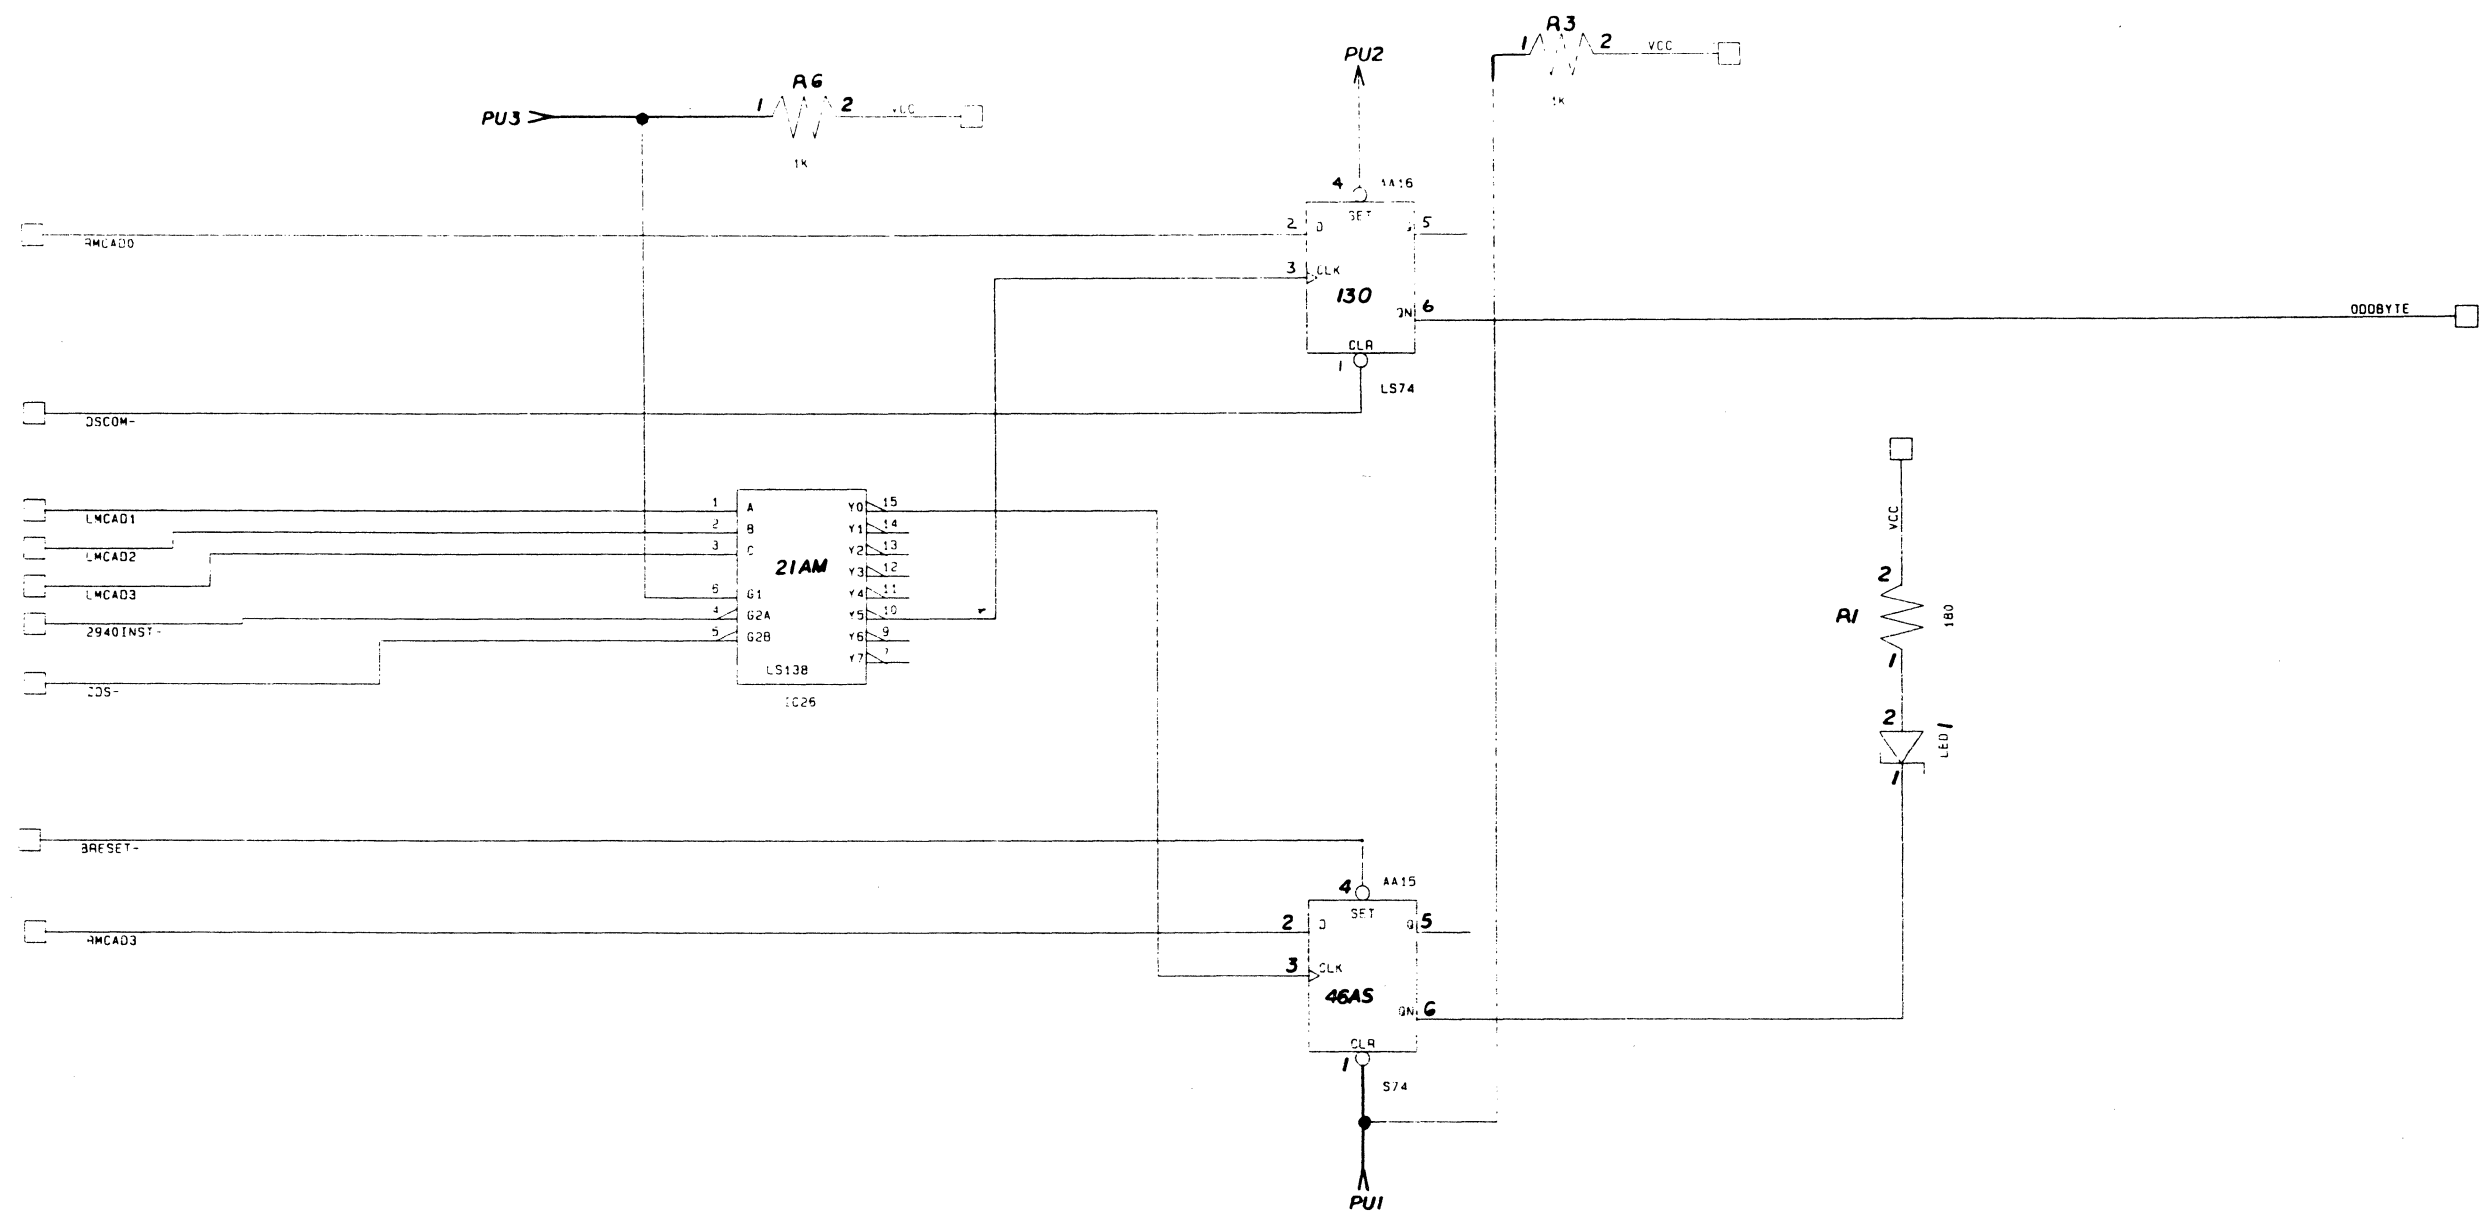 R3
1 2 VCC
1K
PU2
R6
PU3 1 2 VCC
1K
4 AA16
SET
RMCAD0 2 D Q 5
3 CLK
130
QN 6 ODDBYTE
CLR
1
LS74
DSCOM-
VCC
LMCAD1 1 A Y0 15
LMCAD2 2 B Y1 14
LMCAD3 3 C Y2 13
21AM
Y3 12
6 G1 Y4 11
2940INST- 4 G2A Y5 10
5 G2B Y6 9
Y7 7
LS138
IC26
2
R1 180
1
2
LED1
1
BRESET-
4 AA15
SET
RMCAD3 2 D Q 5
3 CLK
46AS
QN 6
CLR
1
S74
PU1